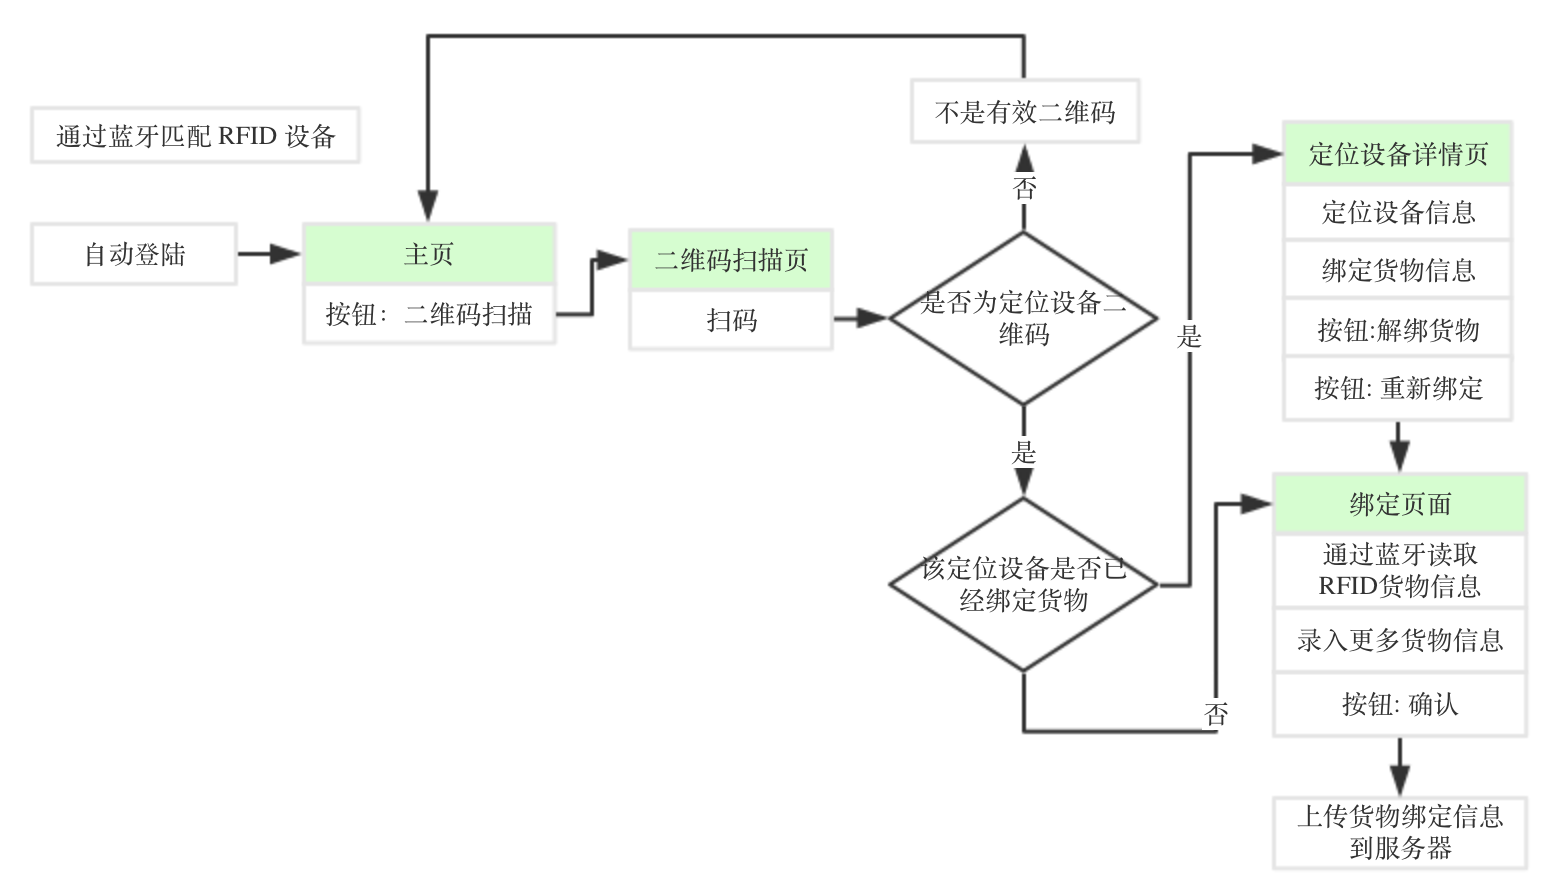 不是有效二维码
通过蓝牙匹配 RFID 设备
定位设备详情页
否
定位设备信息
自动登陆
主页
二维码扫描页
绑定货物信息
按钮：二维码扫描
扫码
是否为定位设备二
维码
是
按钮:解绑货物
按钮: 重新绑定
是
绑定页面
该定位设备是否已
经绑定货物
通过蓝牙读取
RFID货物信息
录入更多货物信息
否
按钮: 确认
上传货物绑定信息
到服务器